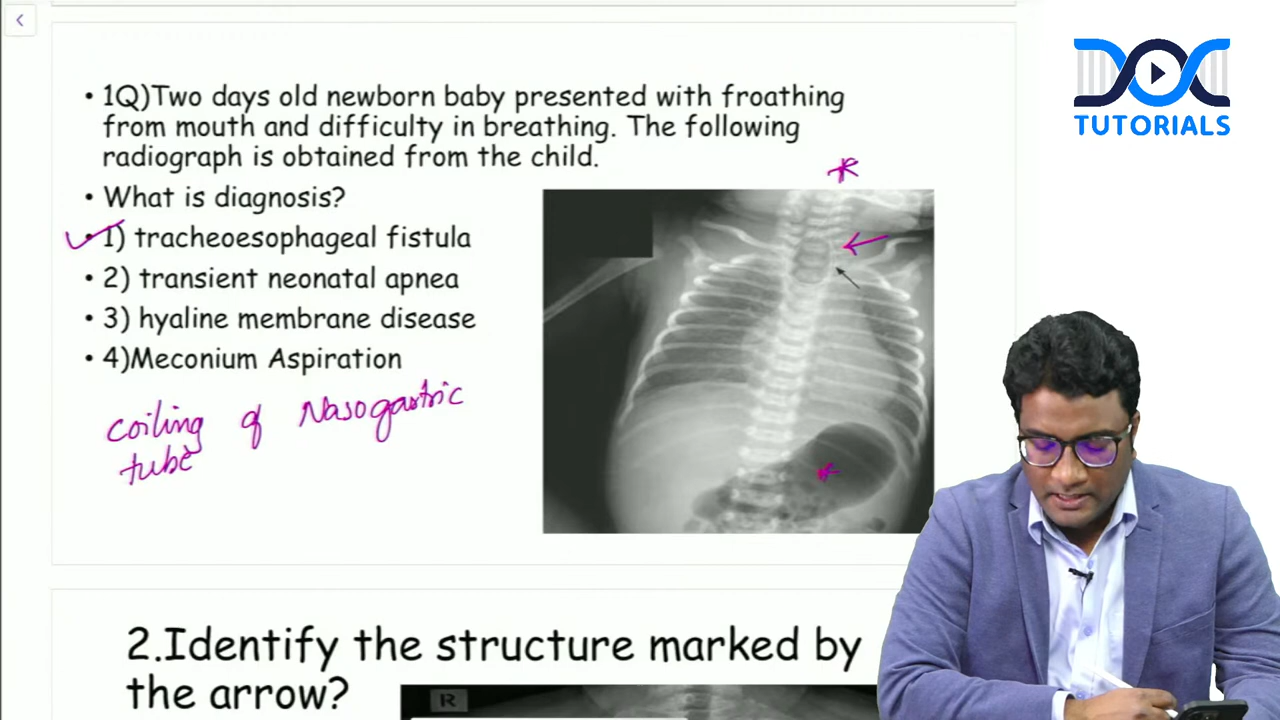 • 1Q)Two days old newborn baby presented with froathing
from mouth and difficulty in breathing. The following
radiograph is obtained from the child.
• What is diagnosis?
• 1) tracheoesophageal fistula
• 2) transient neonatal apnea
• 3) hyaline membrane disease
• 4)Meconium Aspiration
coiling of Nasogastric
tube
2.Identify the structure marked by
the arrow?
R
TUTORIALS